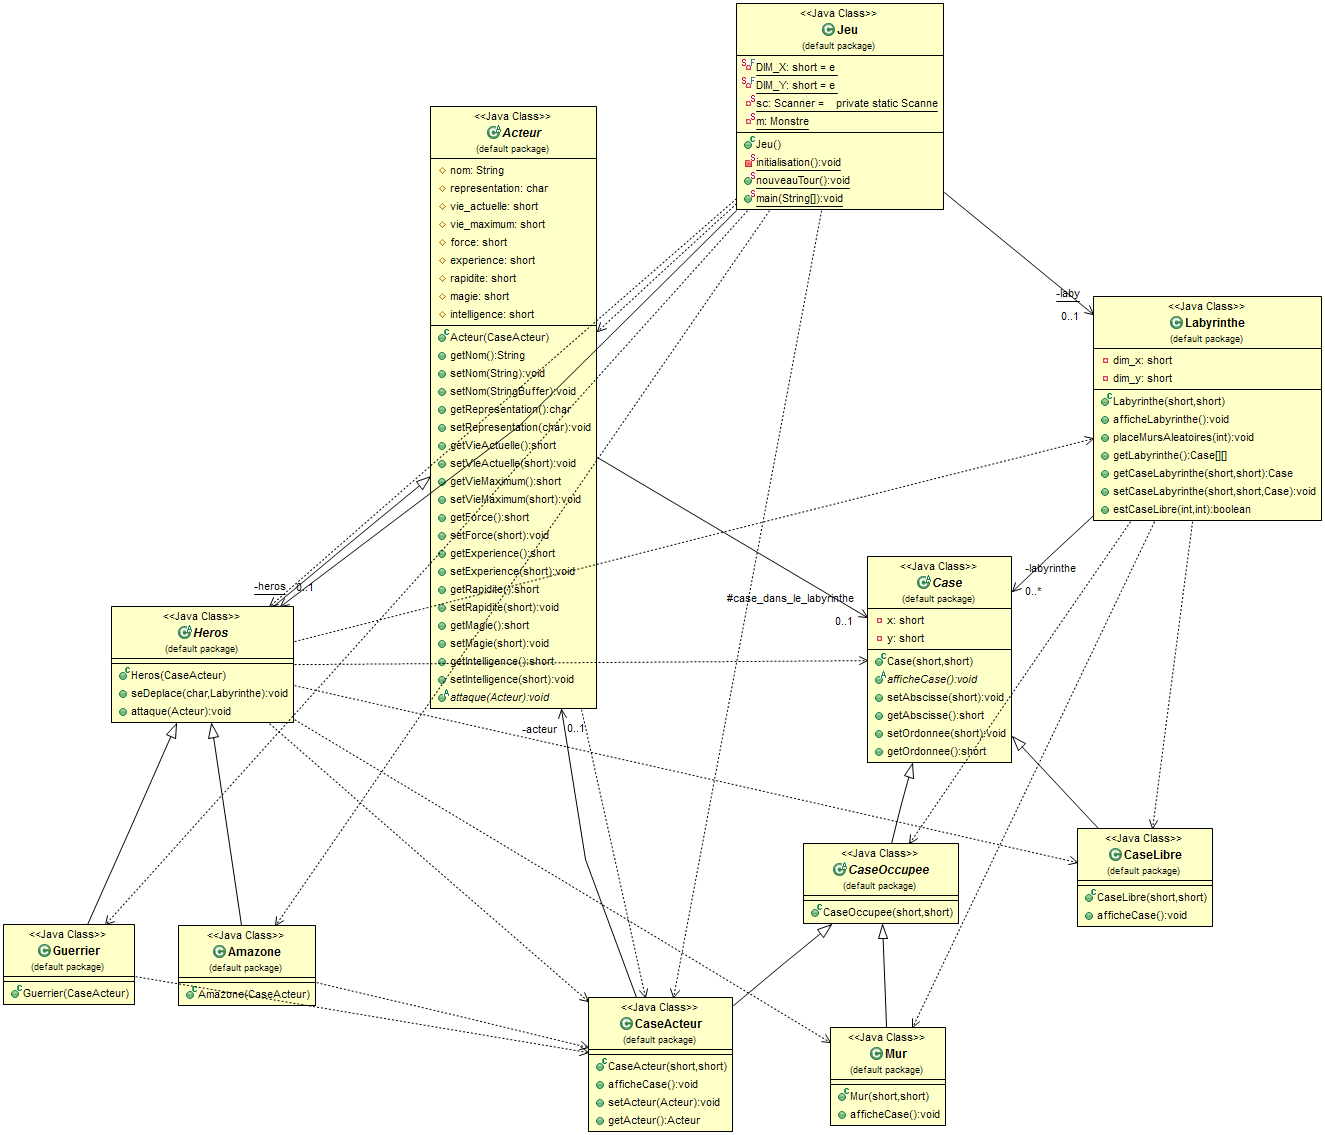 <<Java Class>>
Jeu
(default package)
DIM_X: short = e
DIM_Y: short = e
sc: Scanner = private static Scanne
m: Monstre
Jeu()
initialisation():void
nouveauTour():void
main(String[]):void
<<Java Class>>
Acteur
(default package)
nom: String
representation: char
vie_actuelle: short
vie_maximum: short
force: short
experience: short
rapidite: short
magie: short
intelligence: short
Acteur(CaseActeur)
getNom():String
setNom(String):void
setNom(StringBuffer):void
getRepresentation():char
setRepresentation(char):void
getVieActuelle():short
setVieActuelle(short):void
getVieMaximum():short
setVieMaximum(short):void
getForce():short
setForce(short):void
getExperience():short
setExperience(short):void
getRapidite():short
setRapidite(short):void
getMagie():short
setMagie(short):void
getIntelligence():short
setIntelligence(short):void
attaque(Acteur):void
-laby
0..1
<<Java Class>>
Labyrinthe
(default package)
dim_x: short
dim_y: short
Labyrinthe(short,short)
afficheLabyrinthe():void
placeMursAleatoires(int):void
getLabyrinthe():Case[][]
getCaseLabyrinthe(short,short):Case
setCaseLabyrinthe(short,short,Case):void
estCaseLibre(int,int):boolean
-labyrinthe
0..*
#case_dans_le_labyrinthe
0..1
<<Java Class>>
Case
(default package)
x: short
y: short
Case(short,short)
afficheCase():void
setAbscisse(short):void
getAbscisse():short
setOrdonnee(short):void
getOrdonnee():short
-heros
0..1
<<Java Class>>
Heros
(default package)
Heros(CaseActeur)
seDeplace(char,Labyrinthe):void
attaque(Acteur):void
-acteur
0..1
<<Java Class>>
CaseOccupee
(default package)
CaseOccupee(short,short)
<<Java Class>>
CaseLibre
(default package)
CaseLibre(short,short)
afficheCase():void
<<Java Class>>
Guerrier
(default package)
Guerrier(CaseActeur)
<<Java Class>>
Amazone
(default package)
Amazone(CaseActeur)
<<Java Class>>
CaseActeur
(default package)
CaseActeur(short,short)
afficheCase():void
setActeur(Acteur):void
getActeur():Acteur
<<Java Class>>
Mur
(default package)
Mur(short,short)
afficheCase():void